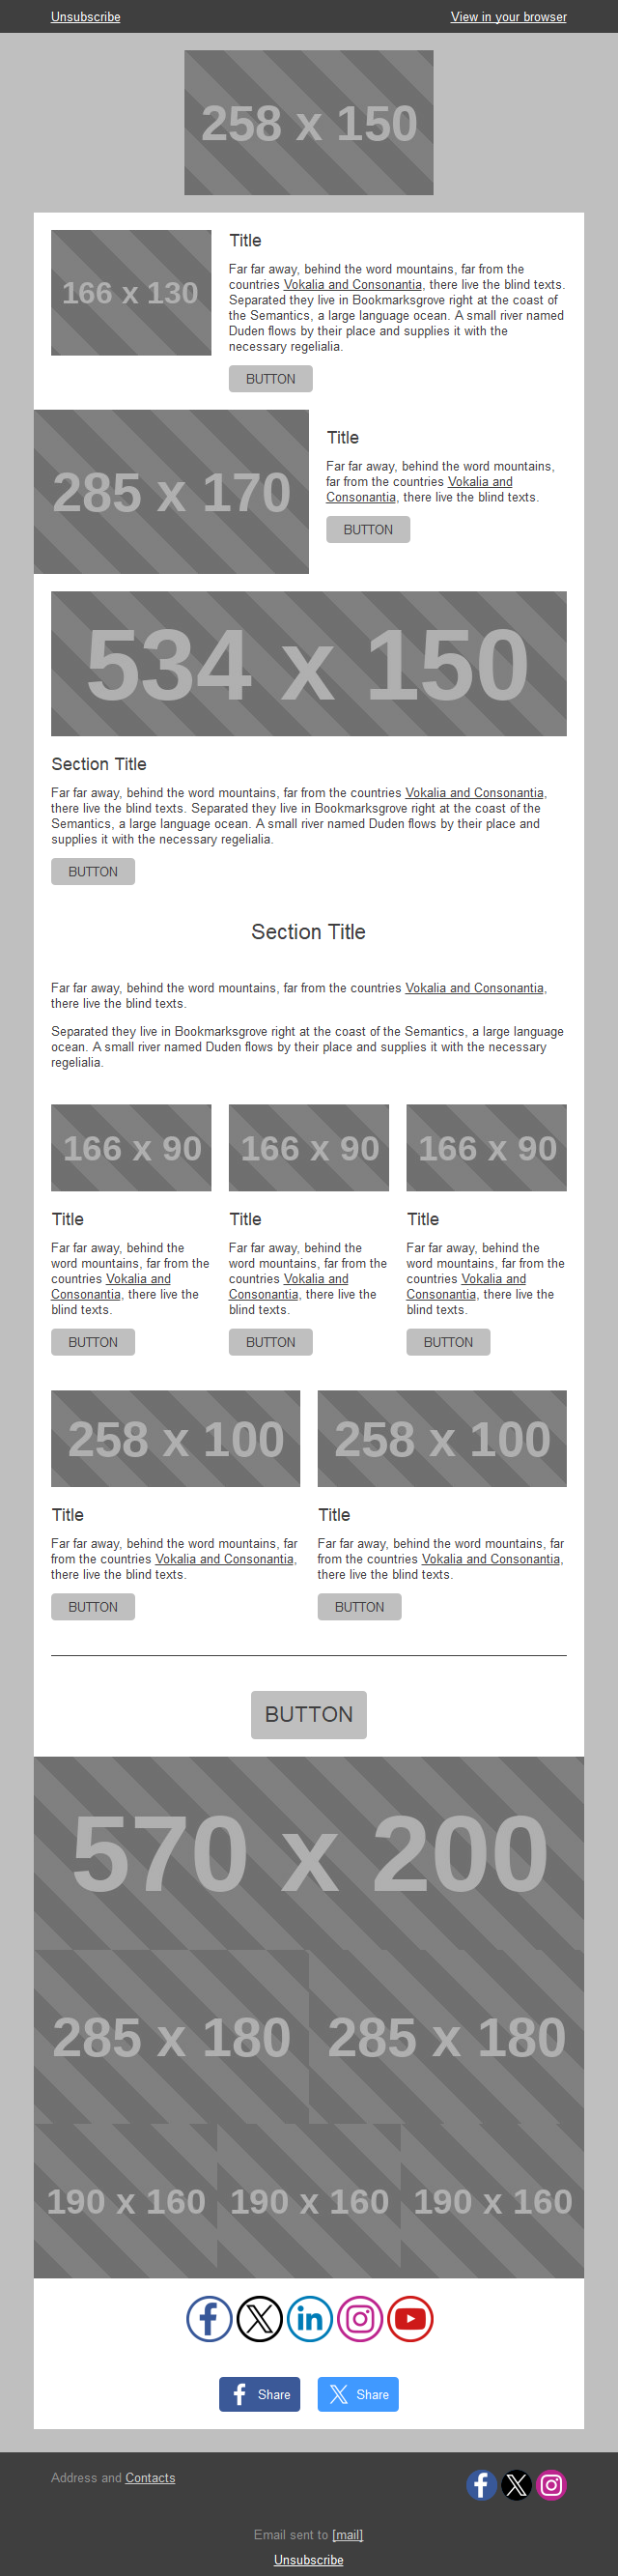 Unsubscribe View in your browser
258 x 150
166 x 130
Title
Far far away, behind the word mountains, far from the
countries Vokalia and Consonantia, there live the blind texts.
Separated they live in Bookmarksgrove right at the coast of
the Semantics, a large language ocean. A small river named
Duden flows by their place and supplies it with the
necessary regelialia.
BUTTON
285 x 170
Title
Far far away, behind the word mountains,
far from the countries Vokalia and
Consonantia, there live the blind texts.
BUTTON
534 x 150
Section Title
Far far away, behind the word mountains, far from the countries Vokalia and Consonantia,
there live the blind texts. Separated they live in Bookmarksgrove right at the coast of the
Semantics, a large language ocean. A small river named Duden flows by their place and
supplies it with the necessary regelialia.
BUTTON
Section Title
Far far away, behind the word mountains, far from the countries Vokalia and Consonantia,
there live the blind texts.
Separated they live in Bookmarksgrove right at the coast of the Semantics, a large language
ocean. A small river named Duden flows by their place and supplies it with the necessary
regelialia.
166 x 90
Title
Far far away, behind the
word mountains, far from the
countries Vokalia and
Consonantia, there live the
blind texts.
BUTTON
166 x 90
Title
Far far away, behind the
word mountains, far from the
countries Vokalia and
Consonantia, there live the
blind texts.
BUTTON
166 x 90
Title
Far far away, behind the
word mountains, far from the
countries Vokalia and
Consonantia, there live the
blind texts.
BUTTON
258 x 100
Title
Far far away, behind the word mountains, far
from the countries Vokalia and Consonantia,
there live the blind texts.
BUTTON
258 x 100
Title
Far far away, behind the word mountains, far
from the countries Vokalia and Consonantia,
there live the blind texts.
BUTTON
BUTTON
570 x 200
285 x 180 285 x 180
190 x 160 190 x 160 190 x 160
Share Share
Address and Contacts
Email sent to [mail]
Unsubscribe